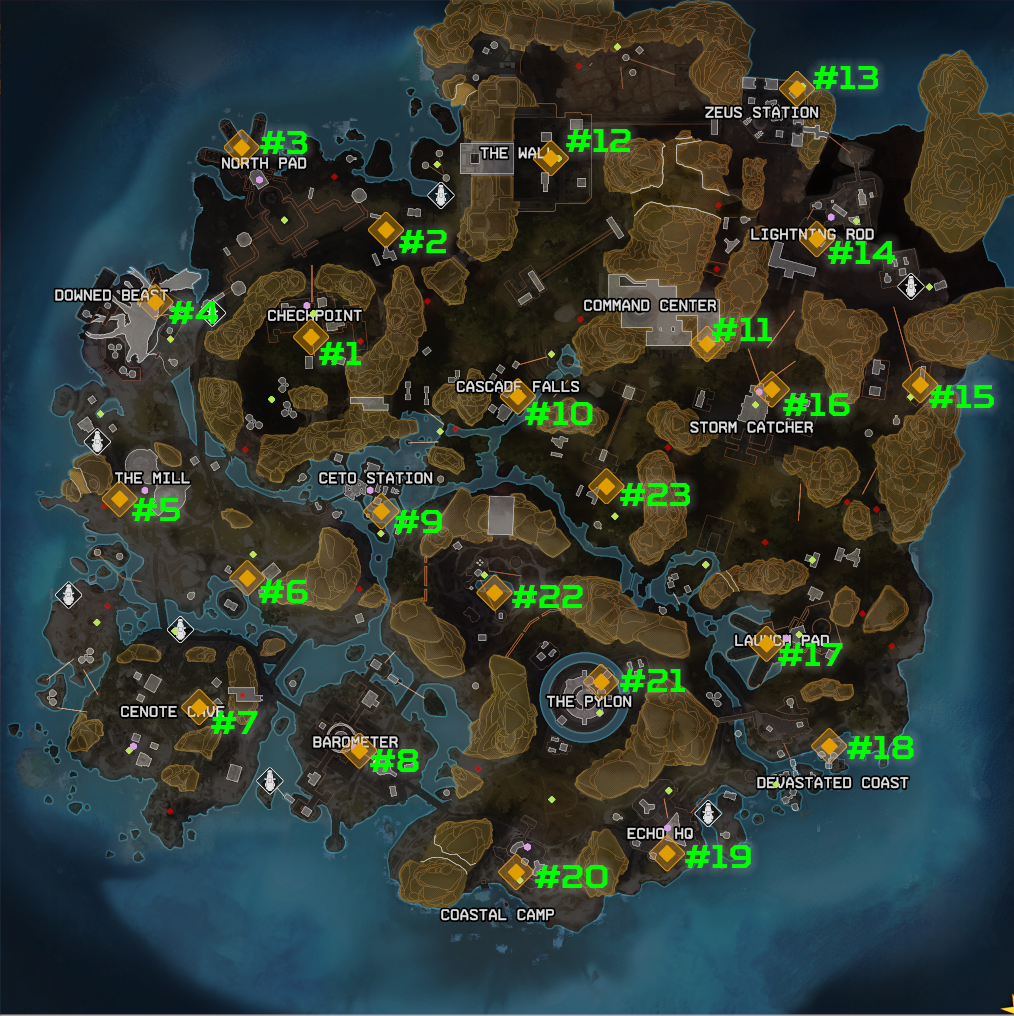 #13
ZEUS STATION
#3
#12
THE WALL
NORTH PAD
#2
LIGHTNING ROD
#14
DOWNED BEAST
#4
CHECKPOINT
COMMAND CENTER
#11
#1
CASCADE FALLS
#15
#16
#10
STORM CATCHER
THE MILL
CETO STATION
#23
#5
#9
#6
#22
LAUNCH PAD
#17
#21
THE PYLON
CENOTE CAVE
#7
BAROMETER
#18
#8
DEVASTATED COAST
ECHO HQ
#19
#20
COASTAL CAMP